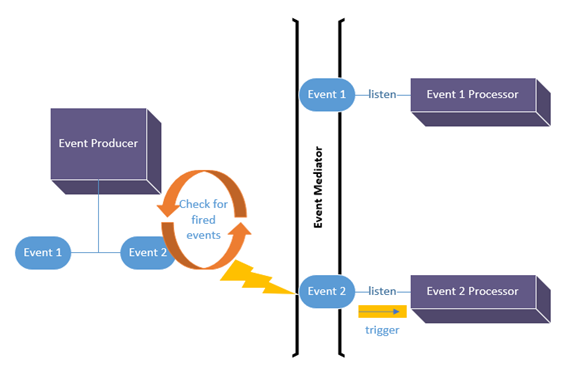 Event Producer
Event 1
Event 2
Check for
fired
events
Event Mediator
Event 1
listen
Event 1 Processor
Event 2
listen
Event 2 Processor
trigger